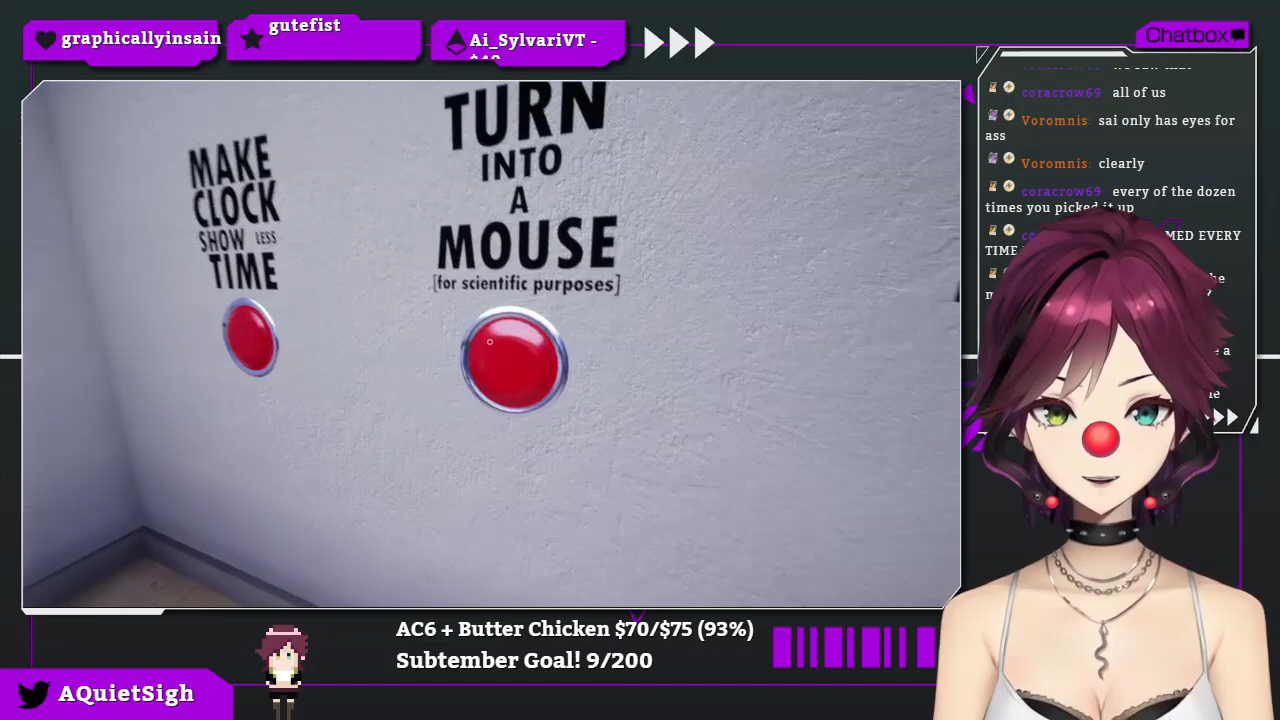 graphicallyinsain
gutefist
Ai_SylvariVT -
Chatbox
coracrow69 all of us
Voromnis: sai only has eyes for
ass
Voromnis: clearly
coracrow69 every of the dozen
times you picked it up
MED EVERY
TIME
MAKE
CLOCK
SHOW LESS
TIME
TURN
INTO
A
MOUSE
[for scientific purposes]
AC6 + Butter Chicken $70/$75 (93%)
Subtember Goal! 9/200
AQuietSigh